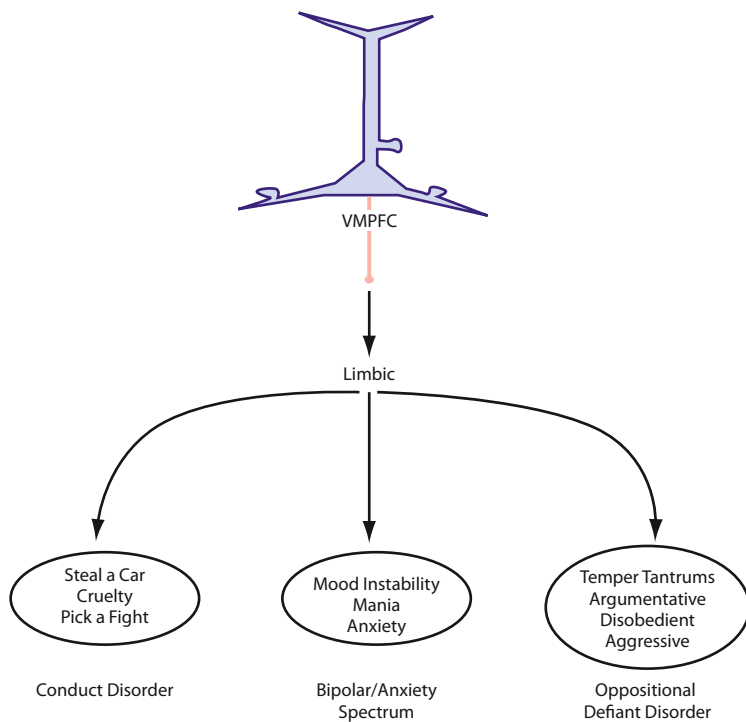 VMPFC
Limbic
Steal a Car
Cruelty
Pick a Fight
Mood Instability
Mania
Anxiety
Temper Tantrums
Argumentative
Disobedient
Aggressive
Conduct Disorder
Bipolar/Anxiety
Spectrum
Oppositional
Defiant Disorder